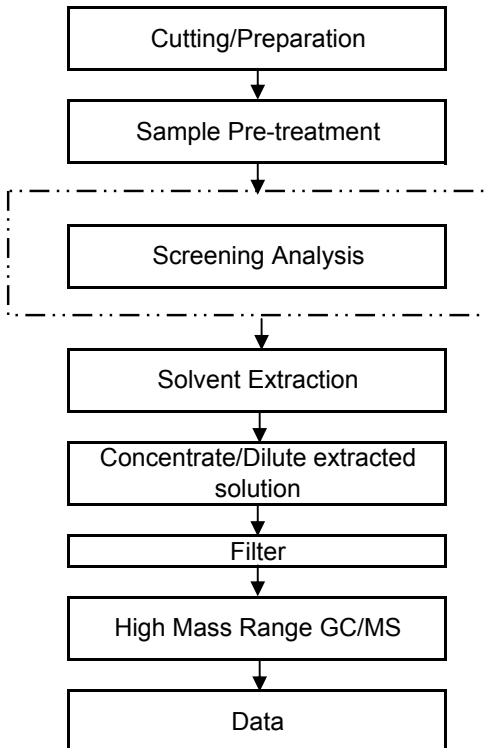 Cutting/Preparation
Sample Pre-treatment
Screening Analysis
Solvent Extraction
Concentrate/Dilute extracted
solution
Filter
High Mass Range GC/MS
Data